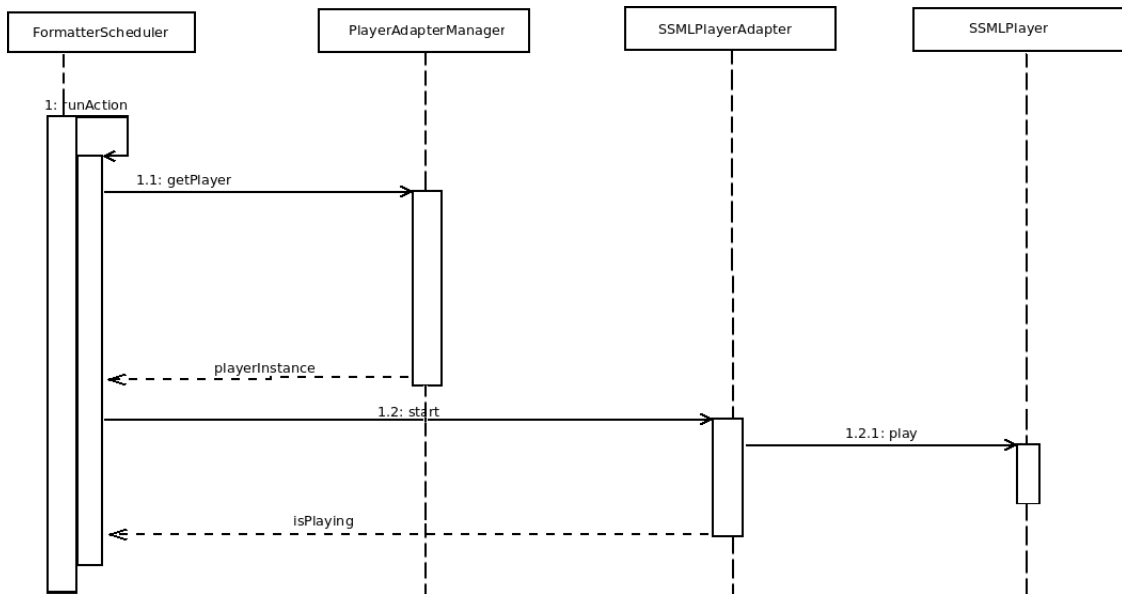 FormatterScheduler
PlayerAdapterManager
SSMLPlayerAdapter
SSMLPlayer
1: runAction
1.1: getPlayer
playerInstance
1.2: start
1.2.1: play
isPlaying